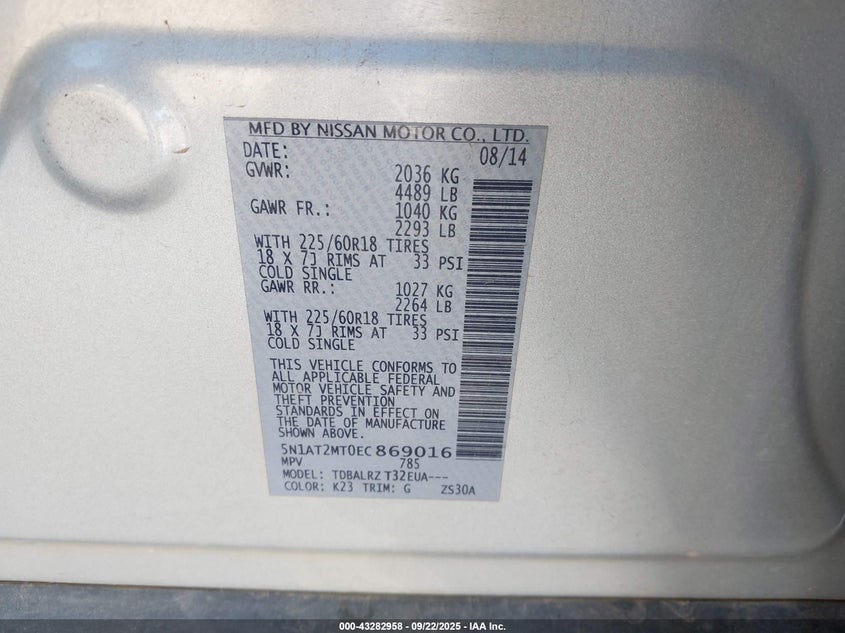 MFD BY NISSAN MOTOR CO., LTD.
DATE: 08/14
GVWR: 2036 KG
4489 LB
GAWR FR.: 1040 KG
2293 LB
WITH 225/60R18 TIRES
18 X 7J RIMS AT 33 PSI
COLD SINGLE
GAWR RR.: 1027 KG
2264 LB
WITH 225/60R18 TIRES
18 X 7J RIMS AT 33 PSI
COLD SINGLE
THIS VEHICLE CONFORMS TO
ALL APPLICABLE FEDERAL
MOTOR VEHICLE SAFETY AND
THEFT PREVENTION
STANDARDS IN EFFECT ON
THE DATE OF MANUFACTURE
SHOWN ABOVE.
5N1AT2MT0EC869016
MPV 785
MODEL: TDBALRZ T32EUA---
COLOR: K23 TRIM: G ZS30A
000-43282958 - 09/22/2025 - IAA Inc.